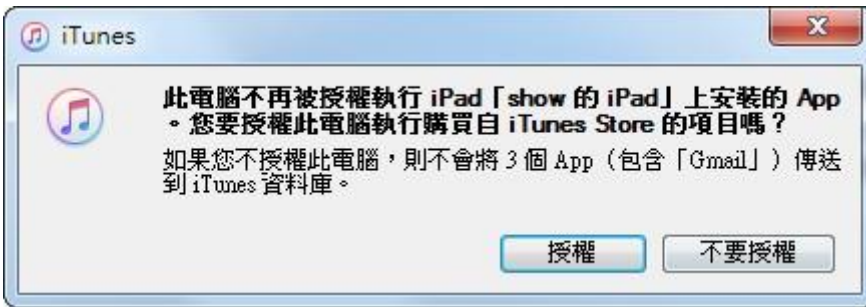 iTunes
此電腦不再被授權執行 iPad「show 的 iPad」上安裝的 App
。您要授權此電腦執行購買自 iTunes Store 的項目嗎？
如果您不授權此電腦，則不會將 3 個 App（包含「Gmail」）傳送
到 iTunes 資料庫。
授權
不要授權